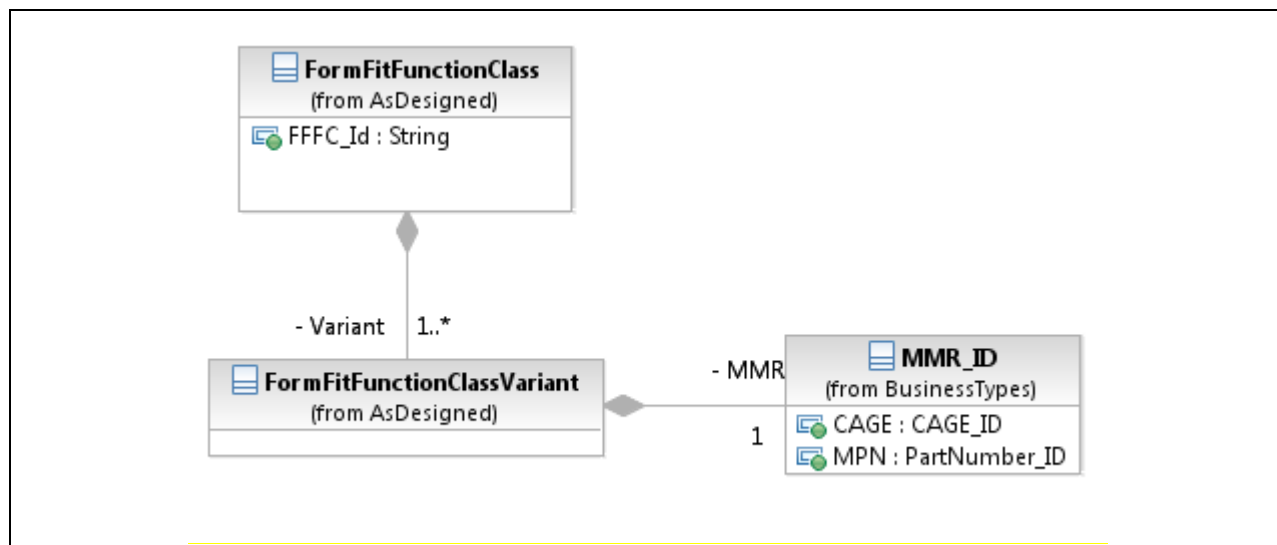 FormFitFunctionClass
(from AsDesigned)
FFFC_Id : String
- Variant 1..*
FormFitFunctionClassVariant
(from AsDesigned)
- MMR
1
MMR_ID
(from BusinessTypes)
CAGE : CAGE_ID
MPN : PartNumber_ID